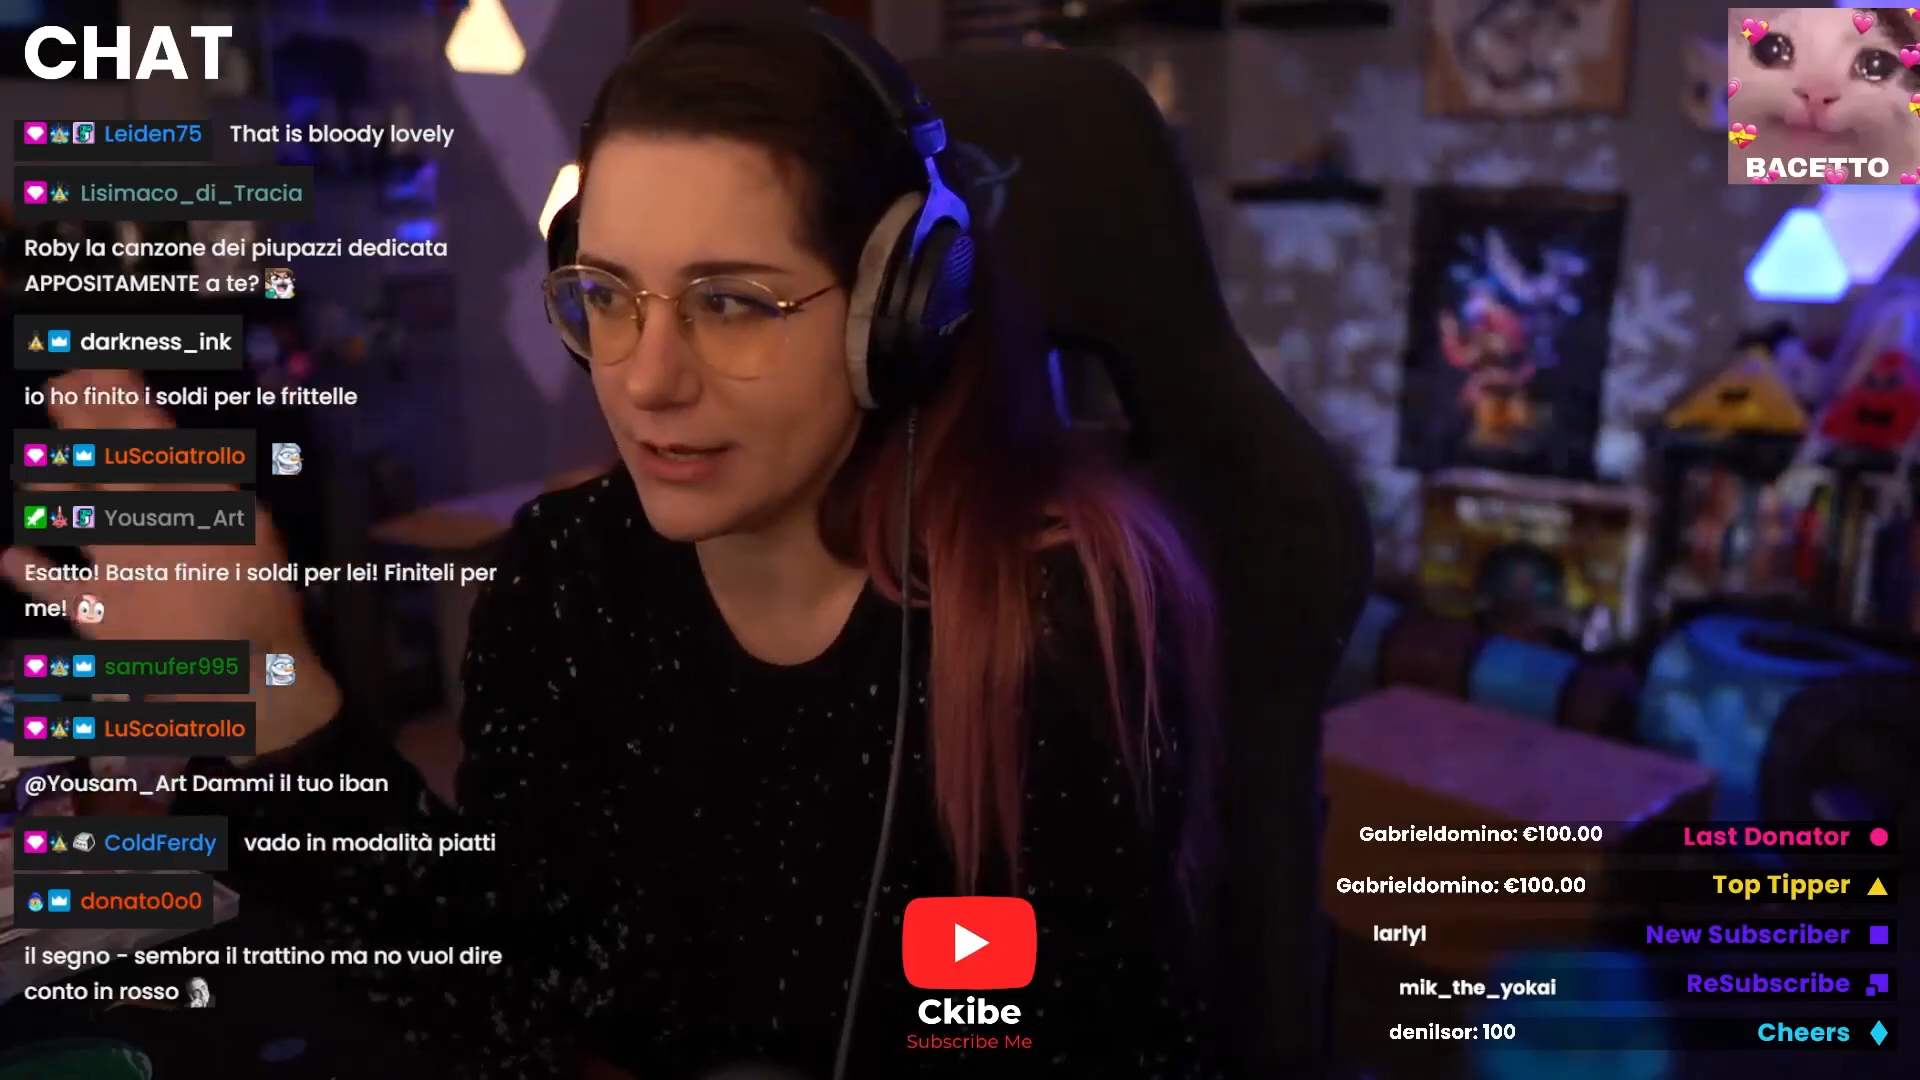 CHAT
Leiden75 That is bloody lovely
Lisimaco_di_Tracia
Roby la canzone dei piupazzi dedicata
APPOSITAMENTE a te?
darkness_ink
io ho finito i soldi per le frittelle
LuScoiatrollo
Yousam_Art
Esatto! Basta finire i soldi per lei! Finiteli per
me!
samufer995
LuScoiatrollo
@Yousam_Art Dammi il tuo iban
ColdFerdy vado in modalità piatti
donato0o0
il segno - sembra il trattino ma no vuol dire
conto in rosso
BACETTO
Ckibe
Subscribe Me
Gabrieldomino: €100.00 Last Donator
Gabrieldomino: €100.00 Top Tipper
larlyl New Subscriber
mik_the_yokai ReSubscribe
denilsor: 100 Cheers